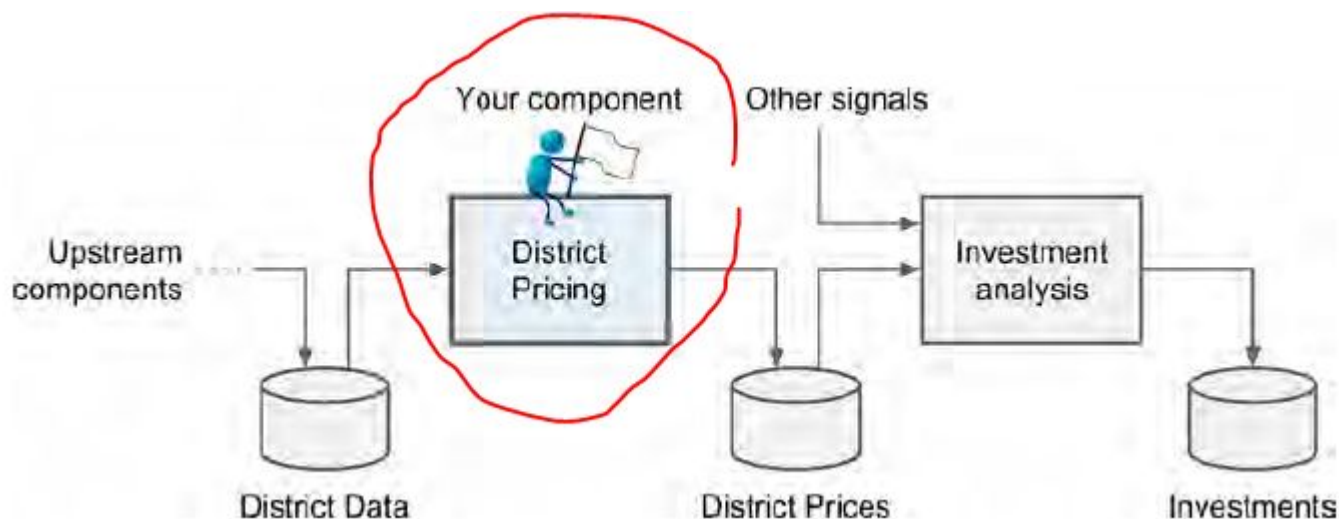 Your component
Other signals
Upstream
components
District
Pricing
Investment
analysis
District Data
District Prices
Investments